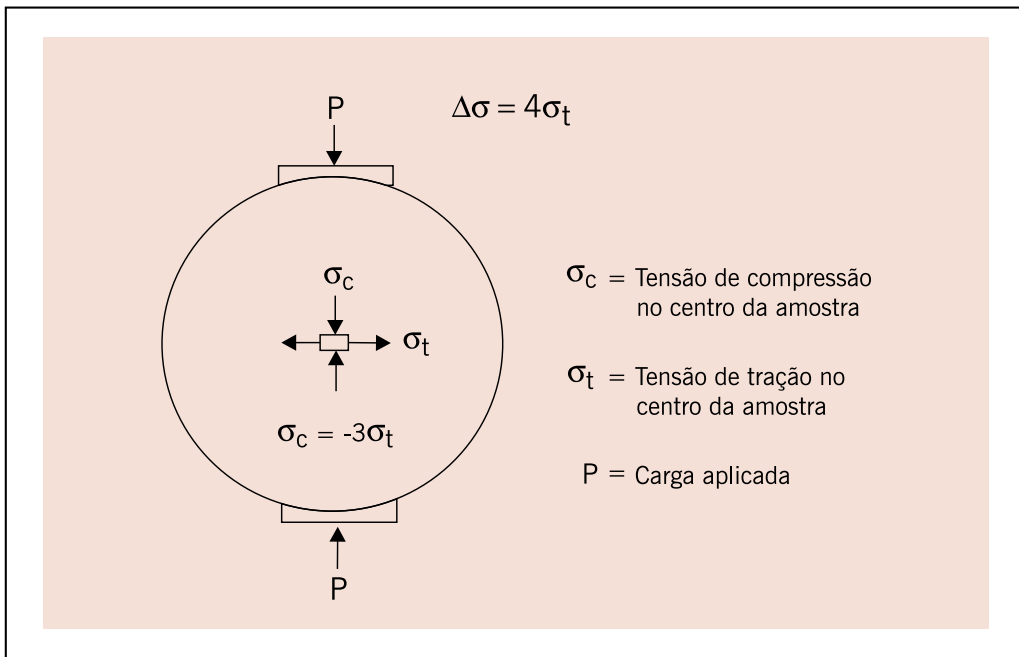 P
Δσ = 4σt
σc
σt
σc = -3σt
P
σc = Tensão de compressão
no centro da amostra
σt = Tensão de tração no
centro da amostra
P = Carga aplicada